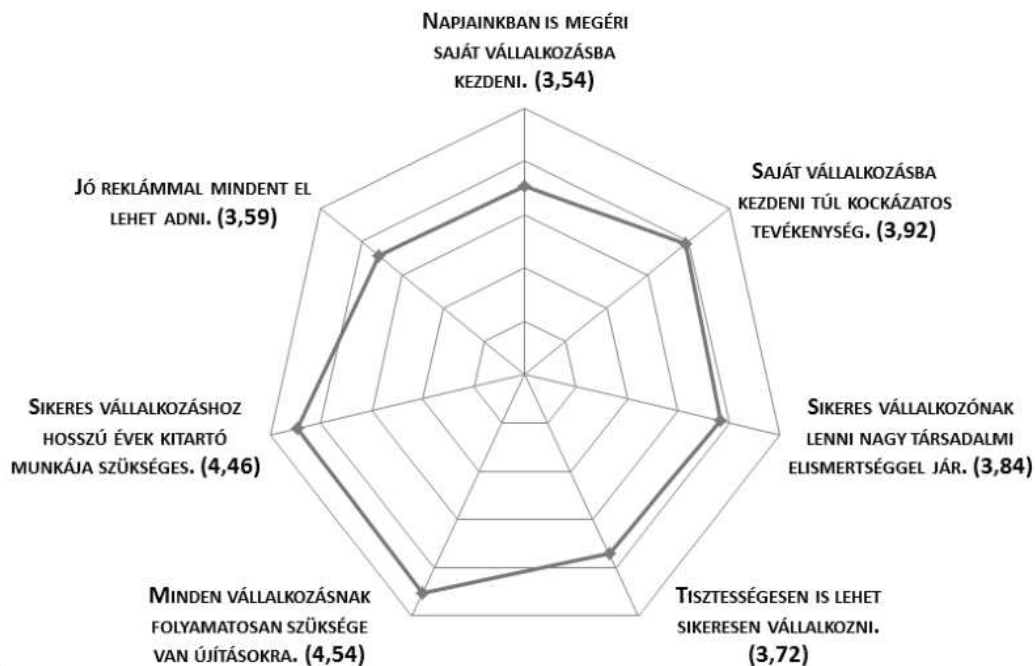 NAPJAINKBAN IS MEGÉRI
SAJÁT VÁLLALKOZÁSBA
KEZDENI. (3,54)
SAJÁT VÁLLALKOZÁSBA
KEZDENI TÚL KOCKÁZATOS
TEVÉKENYSÉG. (3,92)
SIKERES VÁLLALKOZÓNAK
LENNI NAGY TÁRSADALMI
ELISMERTSÉGGEL JÁR. (3,84)
TISZTESSÉGESEN IS LEHET
SIKERESEN VÁLLALKOZNI.
(3,72)
MINDEN VÁLLALKOZÁSNAK
FOLYAMATOSAN SZÜKSÉGE
VAN ÚJÍTÁSOKRA. (4,54)
SIKERES VÁLLALKOZÁSHOZ
HOSSZÚ ÉVEK KITARTÓ
MUNKÁJA SZÜKSÉGES. (4,46)
JÓ REKLÁMMAL MINDENT EL
LEHET ADNI. (3,59)